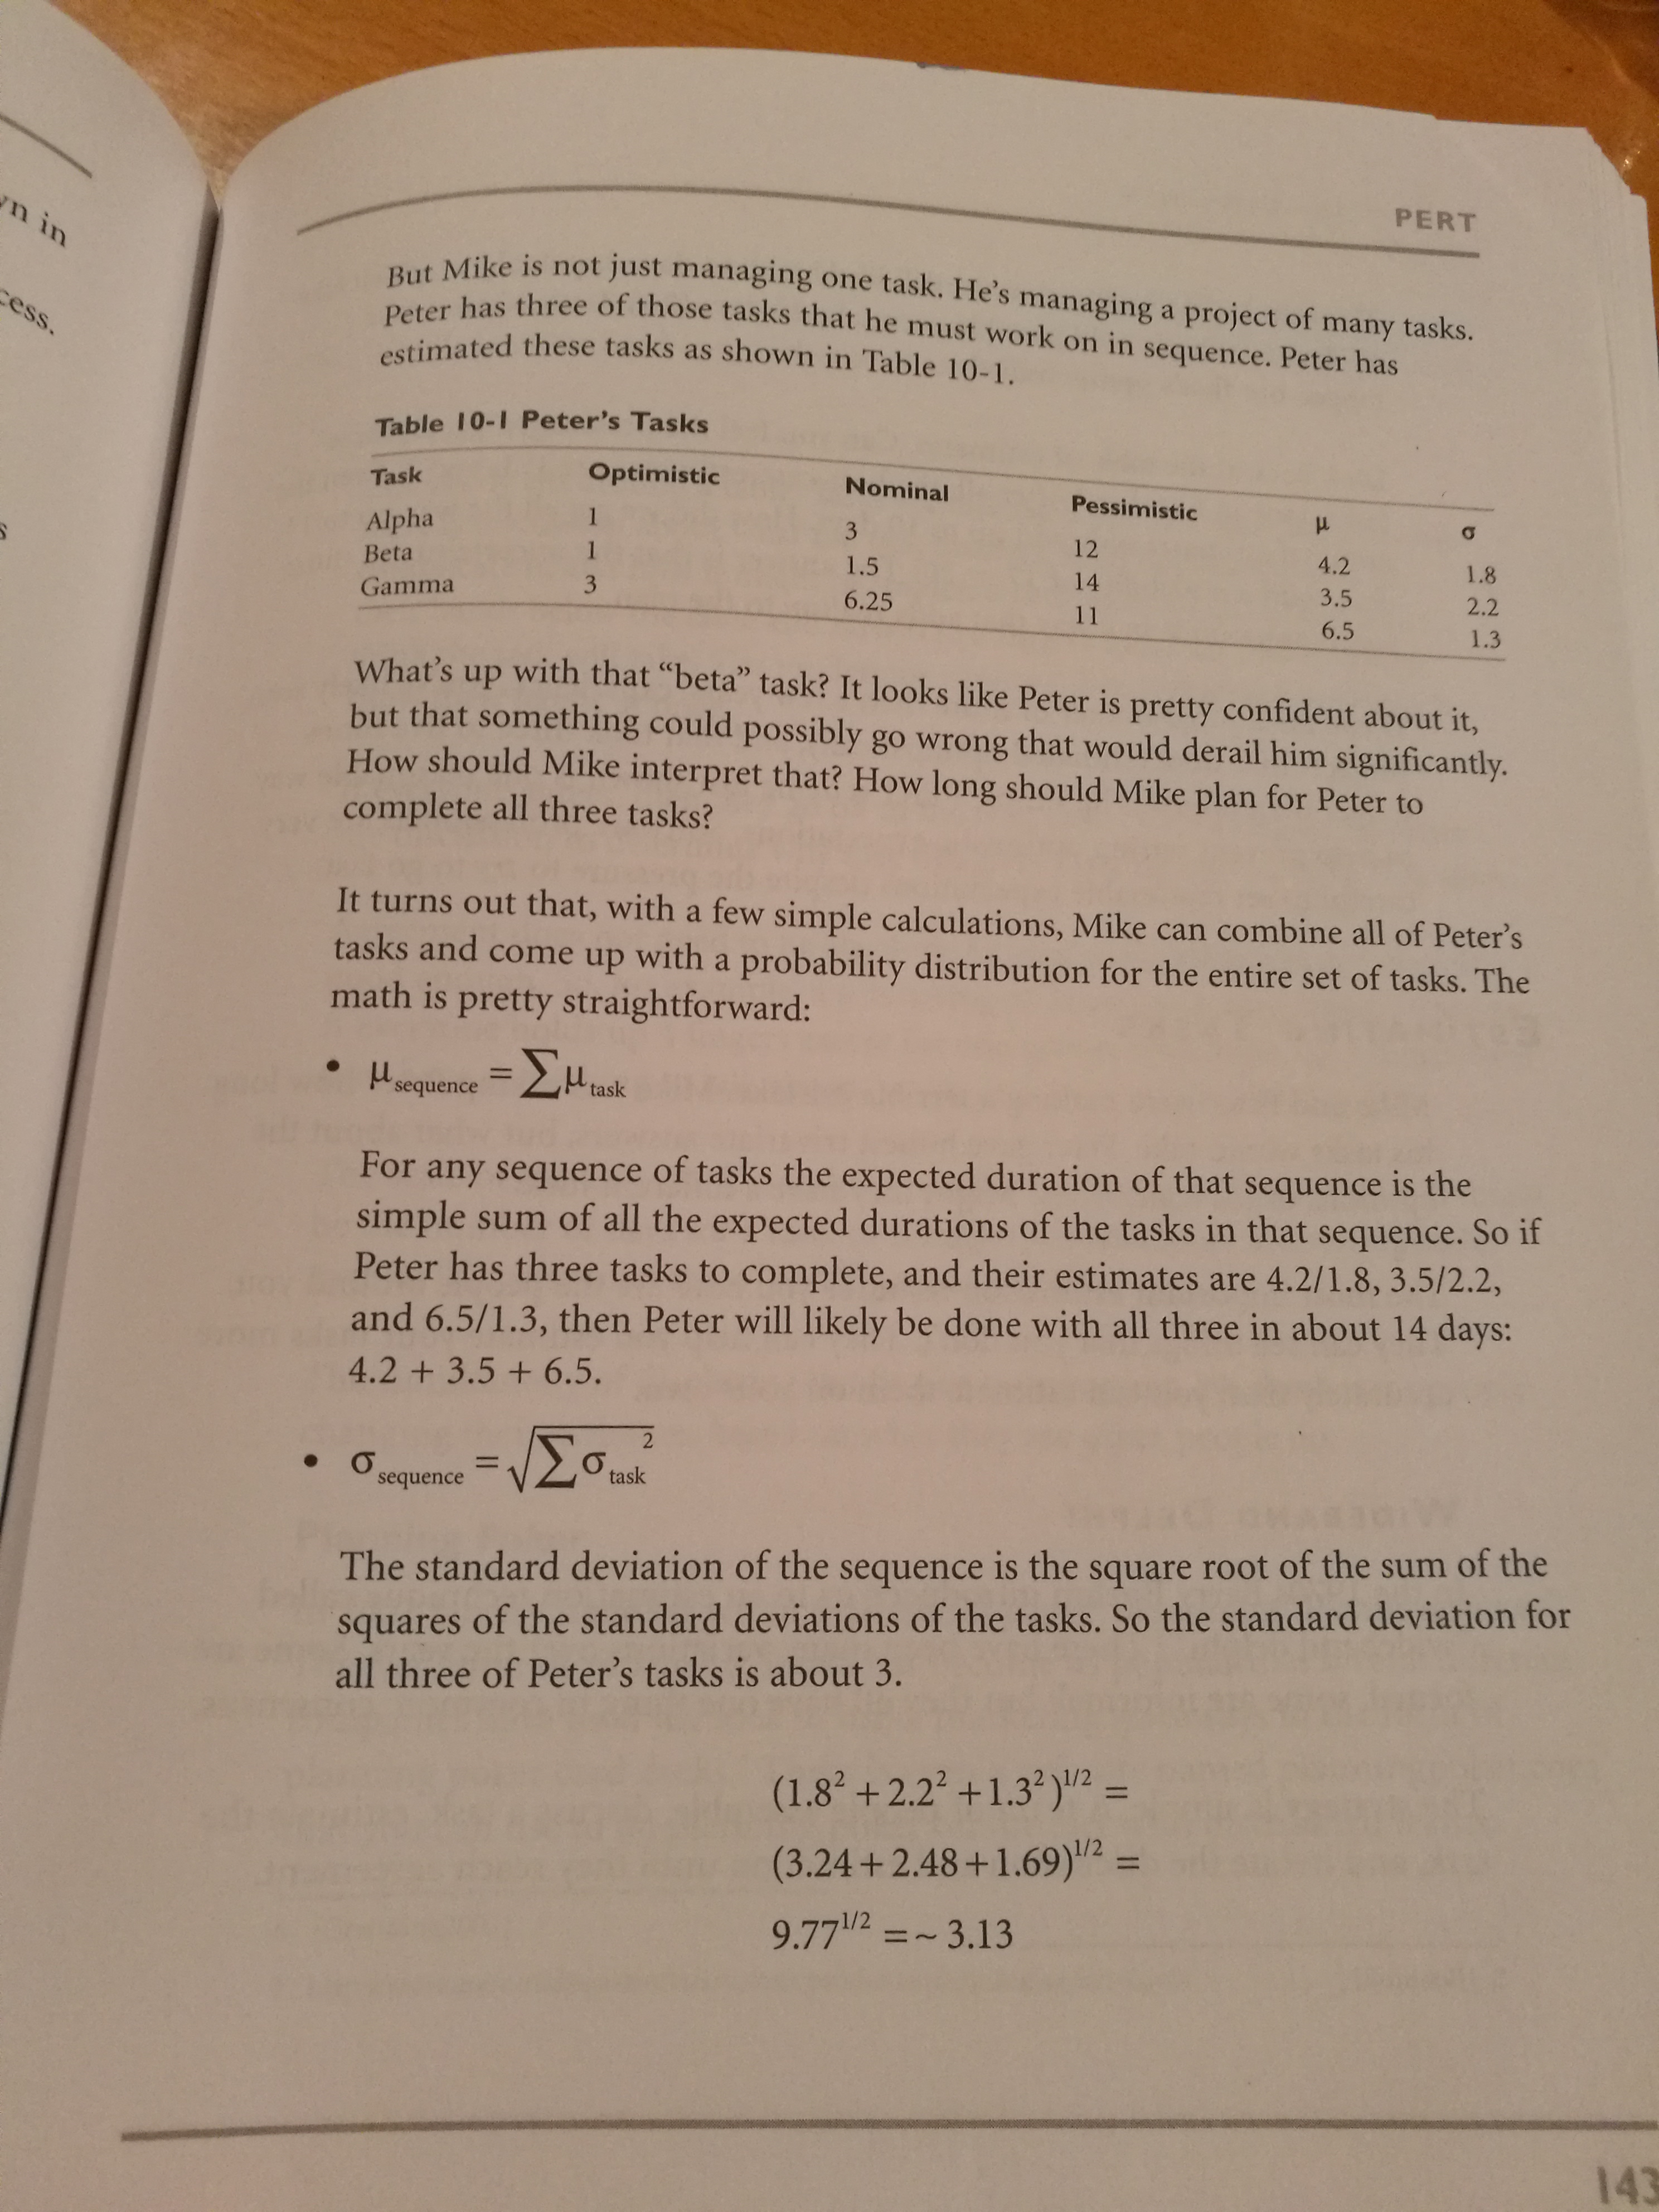 yn in
cess.
s
PERT
But Mike is not just managing one task. He's managing a project of many tasks.
Peter has three of those tasks that he must work on in sequence. Peter has
estimated these tasks as shown in Table 10-1.
Table 10-1 Peter's Tasks
Task Optimistic Nominal Pessimistic μ σ
Alpha 1 3 12 4.2 1.8
Beta 1 1.5 14 3.5 2.2
Gamma 3 6.25 11 6.5 1.3
What's up with that “beta” task? It looks like Peter is pretty confident about it,
but that something could possibly go wrong that would derail him significantly.
How should Mike interpret that? How long should Mike plan for Peter to
complete all three tasks?
It turns out that, with a few simple calculations, Mike can combine all of Peter's
tasks and come up with a probability distribution for the entire set of tasks. The
math is pretty straightforward:
• μ sequence = ∑μ task
For any sequence of tasks the expected duration of that sequence is the
simple sum of all the expected durations of the tasks in that sequence. So if
Peter has three tasks to complete, and their estimates are 4.2/1.8, 3.5/2.2,
and 6.5/1.3, then Peter will likely be done with all three in about 14 days:
4.2 + 3.5 + 6.5.
• σ sequence = √∑σ task ²
The standard deviation of the sequence is the square root of the sum of the
squares of the standard deviations of the tasks. So the standard deviation for
all three of Peter's tasks is about 3.
(1.8² + 2.2² + 1.3²)^1/2 =
(3.24 + 2.48 + 1.69)^1/2 =
9.77^1/2 = ~ 3.13
143